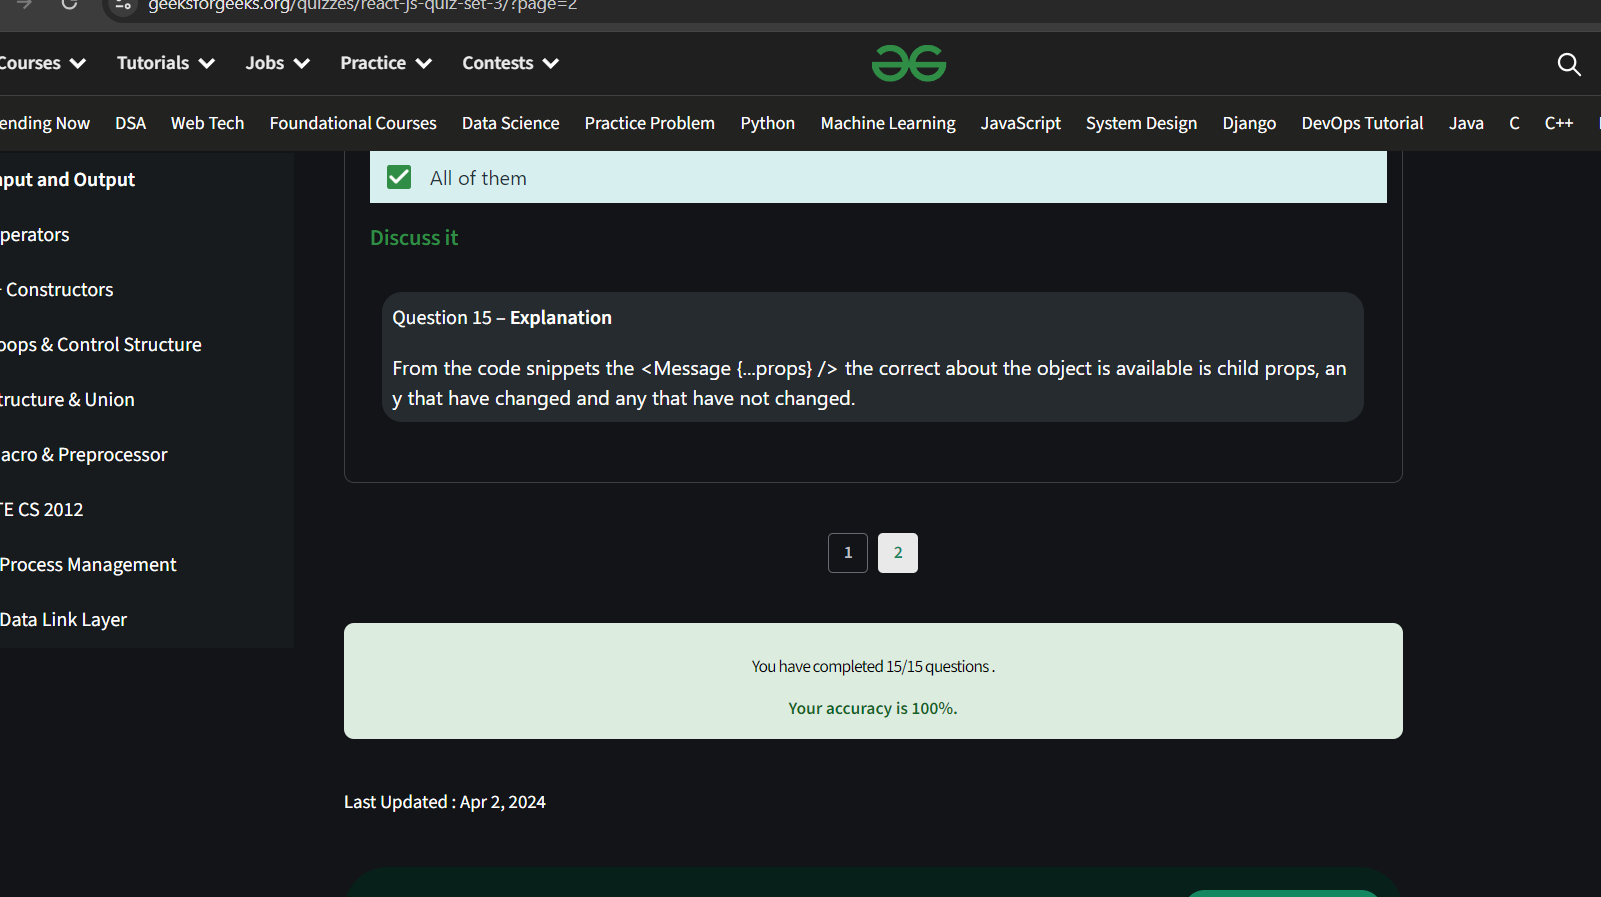 geeksforgeeks.org/quizzes/react-js-quiz-set-3/?page=2
Courses Tutorials Jobs Practice Contests
ending Now DSA Web Tech Foundational Courses Data Science Practice Problem Python Machine Learning JavaScript System Design Django DevOps Tutorial Java C C++
nput and Output
perators
Constructors
oops & Control Structure
tructure & Union
acro & Preprocessor
TE CS 2012
Process Management
Data Link Layer
All of them
Discuss it
Question 15 – Explanation
From the code snippets the <Message {...props} /> the correct about the object is available is child props, an
y that have changed and any that have not changed.
1 2
You have completed 15/15 questions .
Your accuracy is 100%.
Last Updated : Apr 2, 2024